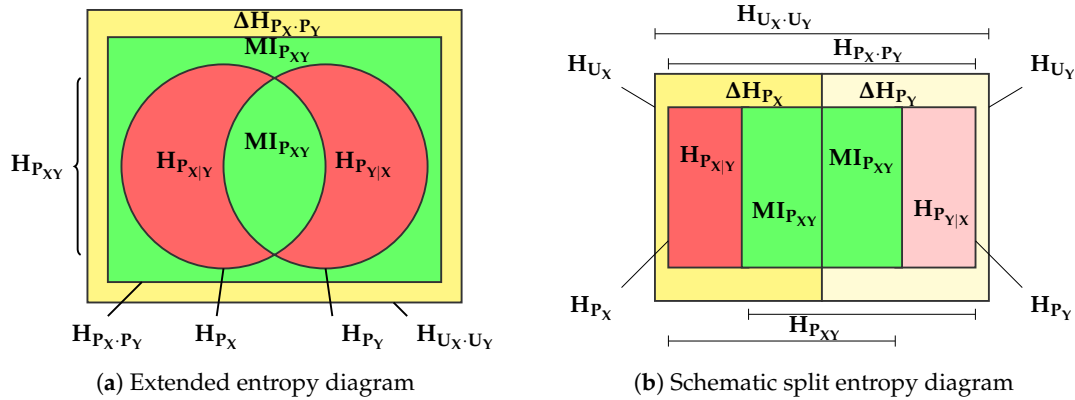 ΔH_{P_X·P_Y}
MI_{P_XY}
MI_{P_XY}
H_{P_X|Y}
H_{P_Y|X}
H_{P_XY}
H_{P_X·P_Y}
H_{P_X}
H_{P_Y}
H_{U_X·U_Y}
(a) Extended entropy diagram
H_{U_X·U_Y}
H_{P_X·P_Y}
H_{U_X}
H_{U_Y}
ΔH_{P_X}
ΔH_{P_Y}
H_{P_X|Y}
MI_{P_XY}
MI_{P_XY}
H_{P_Y|X}
H_{P_X}
H_{P_Y}
H_{P_XY}
(b) Schematic split entropy diagram